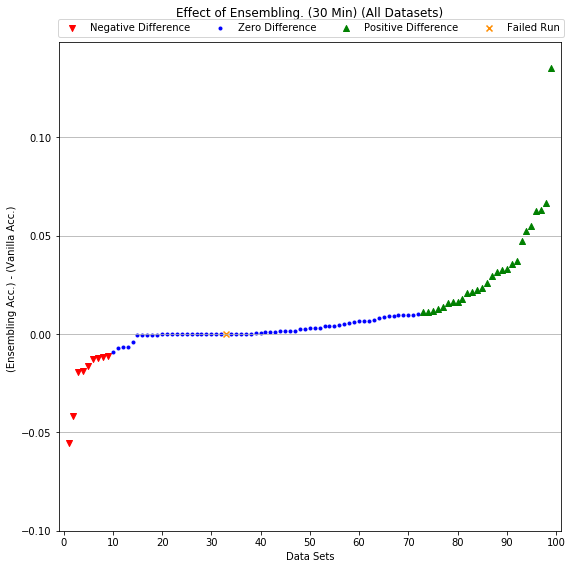 Effect of Ensembling. (30 Min) (All Datasets)
Negative Difference Zero Difference Positive Difference Failed Run
(Ensembling Acc.) - (Vanilla Acc.)
0.10
0.05
0.00
−0.05
−0.10
0 10 20 30 40 50 60 70 80 90 100
Data Sets